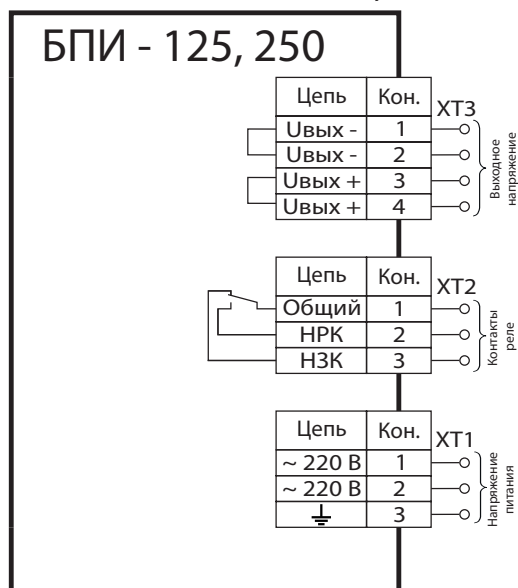 БПИ - 125, 250
Цепь Кон. XT3
Uвых - 1
Uвых - 2
Uвых + 3
Uвых + 4
Выходное
напряжение
Цепь Кон. XT2
Общий 1
НРК 2
НЗК 3
Контакты
реле
Цепь Кон. XT1
~ 220 В 1
~ 220 В 2
3
Напряжение
питания